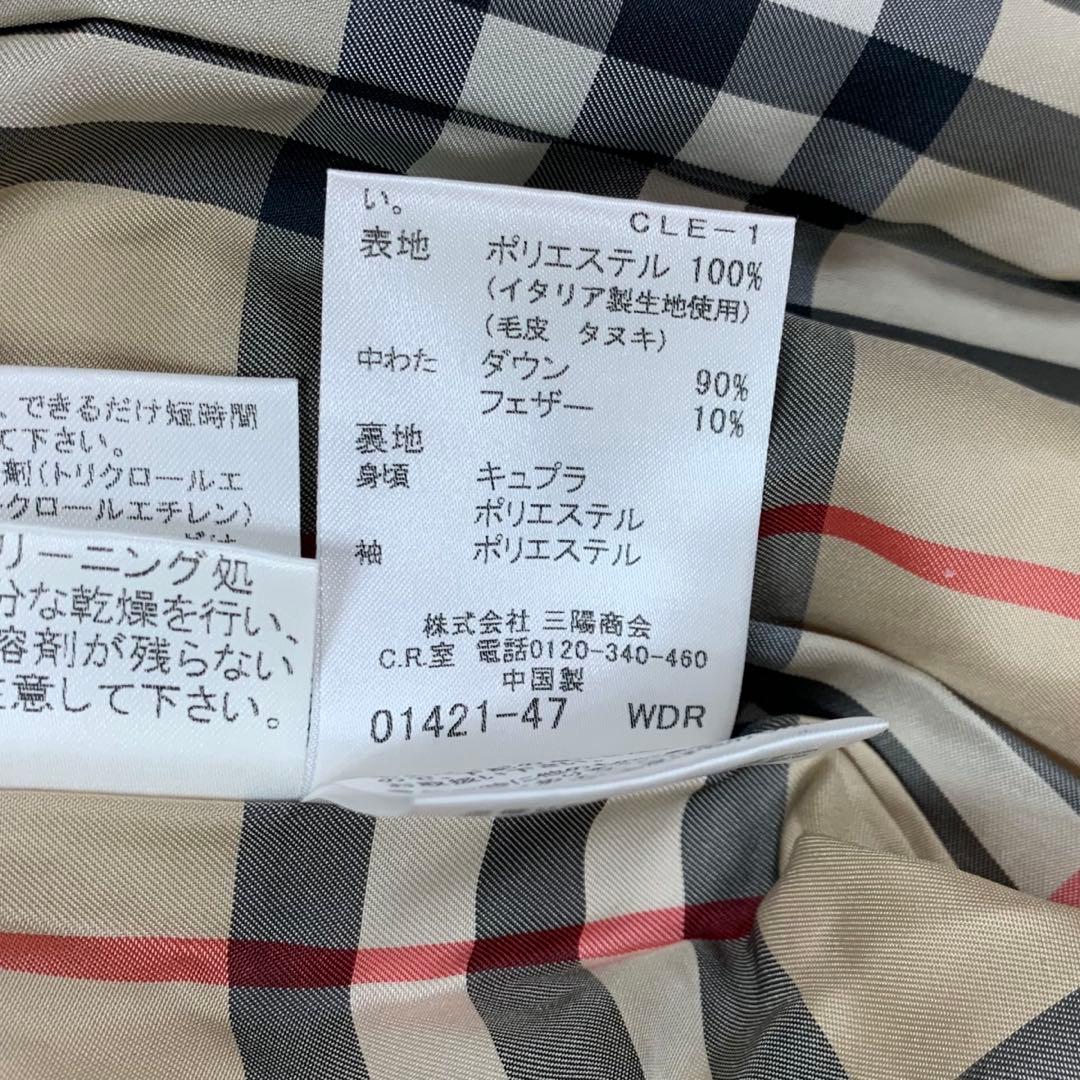 い。
CLE-1
表地 ポリエステル 100%
(イタリア製生地使用)
(毛皮 タヌキ)
中わた ダウン 90%
フェザー 10%
裏地
身頃 キュプラ
ポリエステル
袖 ポリエステル
株式会社 三陽商会
C.R.室 電話0120-340-460
中国製
01421-47 WDR
、できるだけ短時間
て下さい。
剤(トリクロールエ
クロールエチレン)
リーニング処
分な乾燥を行い、
溶剤が残らない
注意して下さい。